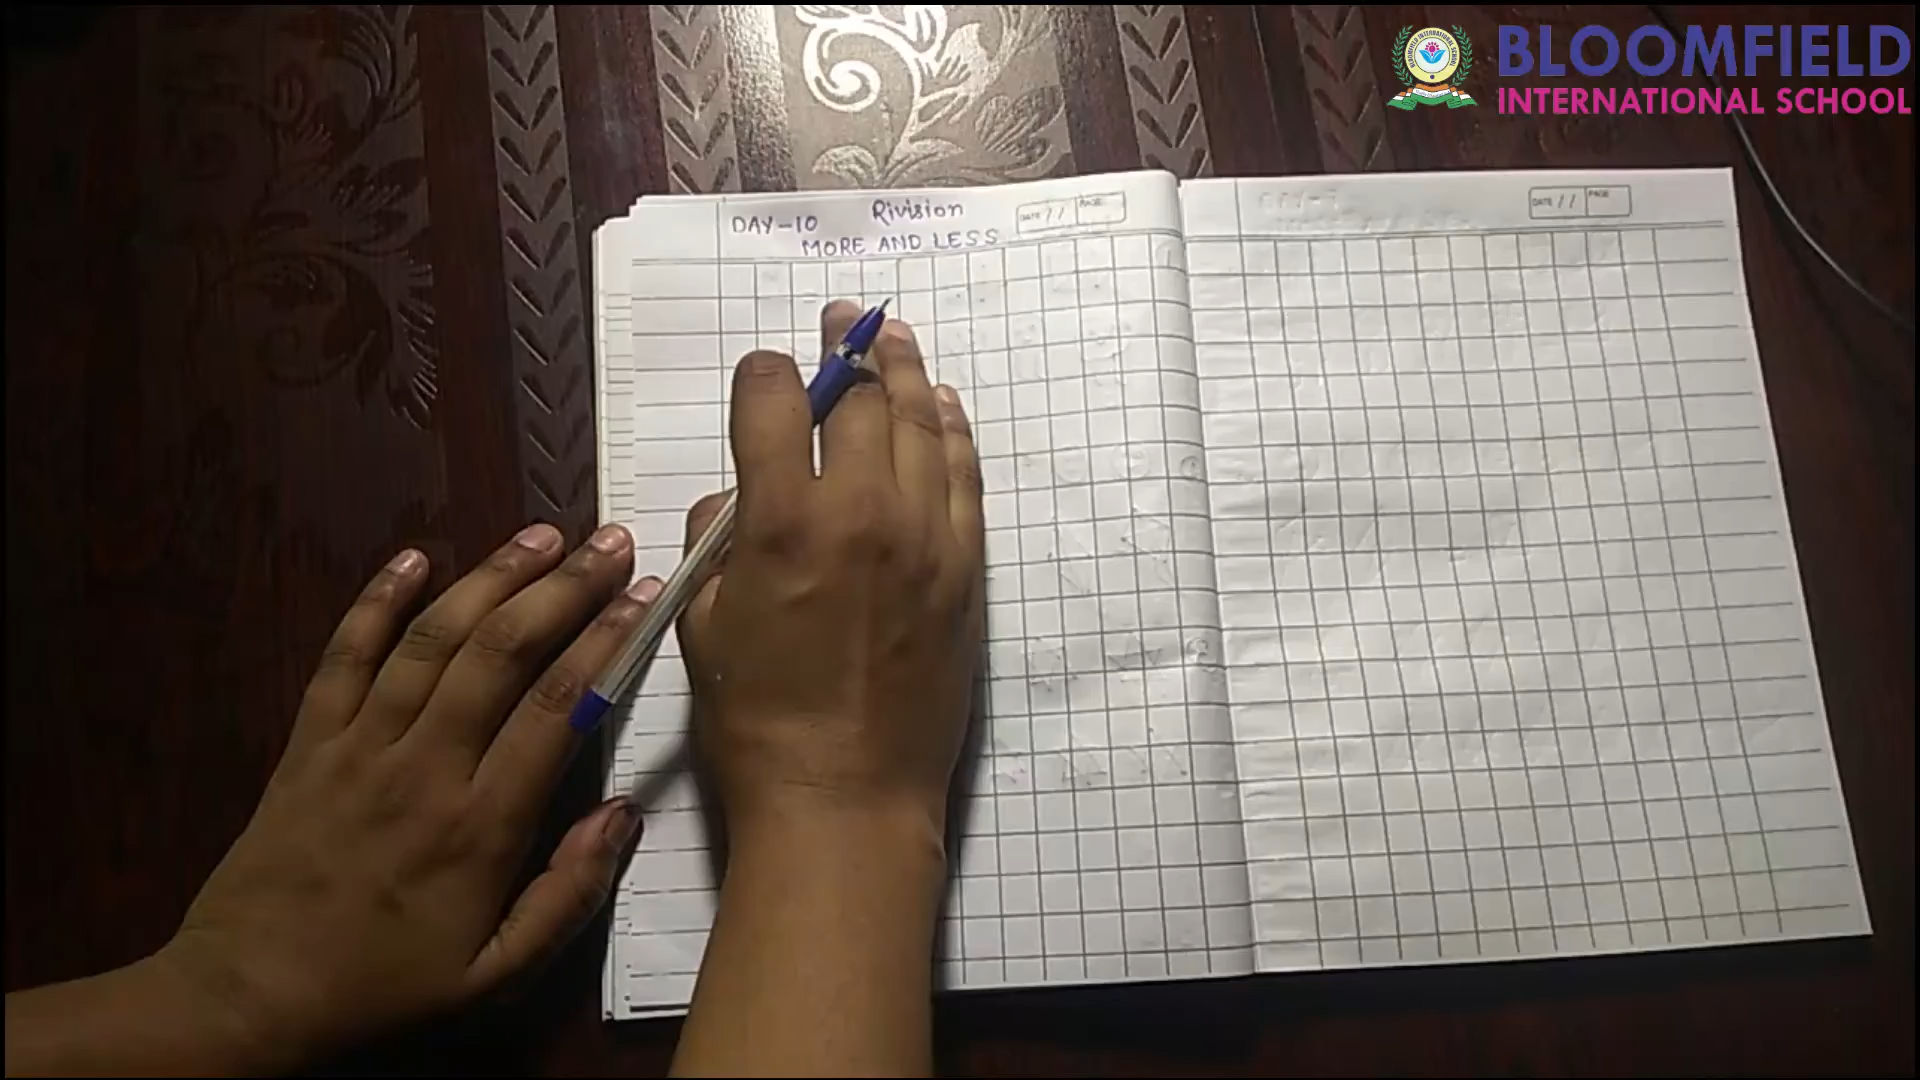 BLOOMFIELD
INTERNATIONAL SCHOOL
DAY-10 Rivision
MORE AND LESS
DATE / / PAGE
DATE / / PAGE